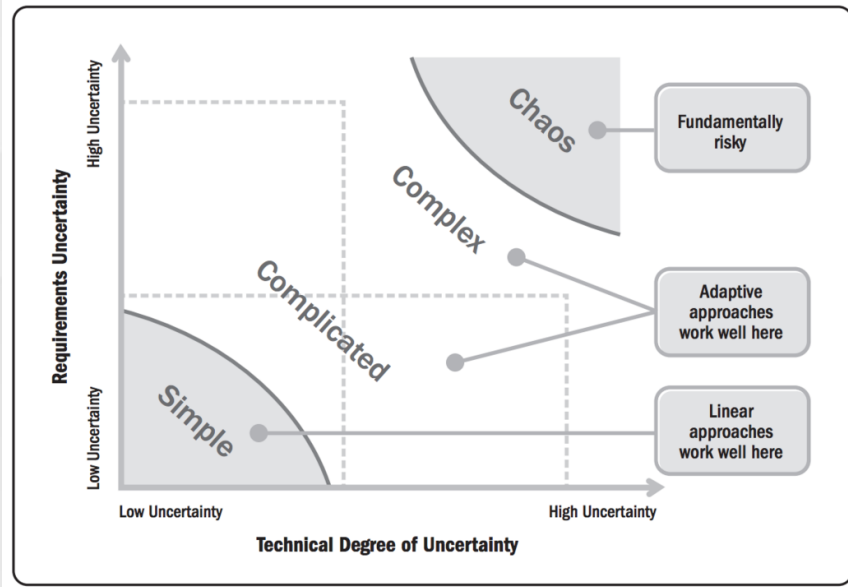 High Uncertainty
Requirements Uncertainty
Low Uncertainty
Chaos
Complex
Complicated
Simple
Fundamentally
risky
Adaptive
approaches
work well here
Linear
approaches
work well here
Low Uncertainty
High Uncertainty
Technical Degree of Uncertainty